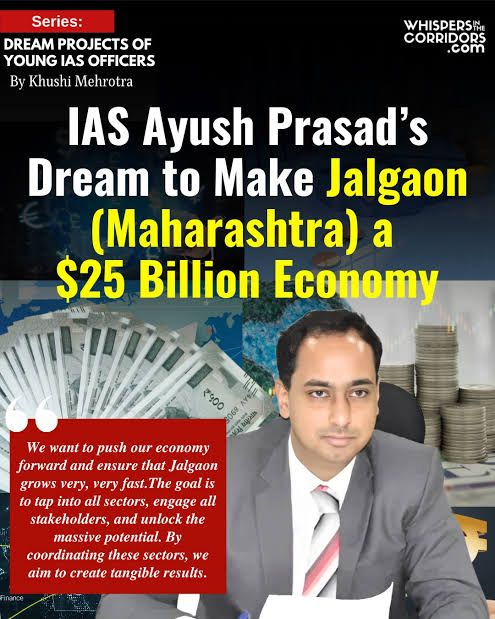 Series:
DREAM PROJECTS OF
YOUNG IAS OFFICERS
By Khushi Mehrotra
WHISPERS IN THE
CORRIDORS
.com
IAS Ayush Prasad’s
Dream to Make Jalgaon
(Maharashtra) a
$25 Billion Economy
We want to push our economy
forward and ensure that Jalgaon
grows very, very fast.The goal is
to tap into all sectors, engage all
stakeholders, and unlock the
massive potential. By
coordinating these sectors, we
aim to create tangible results.
Finance